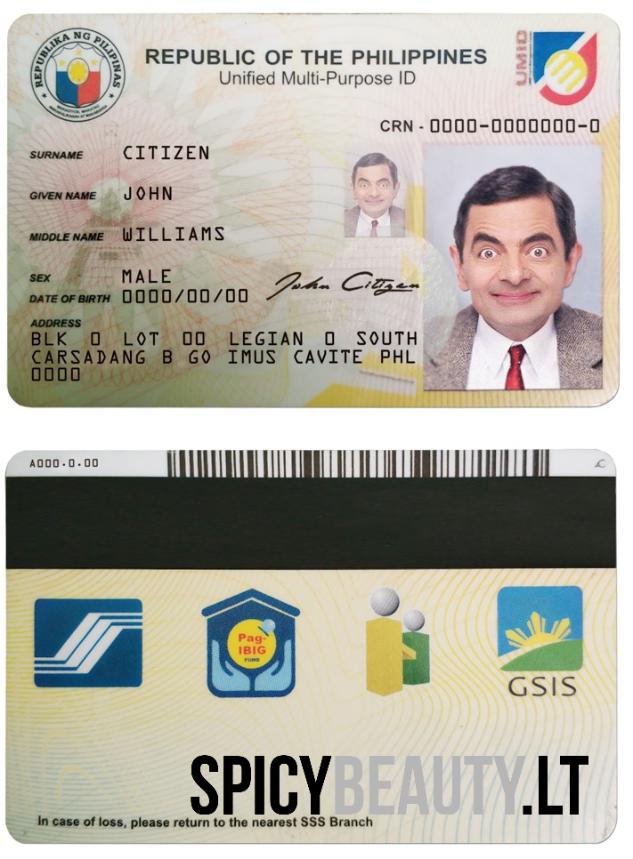 REPUBLIKA NG PILIPINAS
REPUBLIC OF THE PHILIPPINES
Unified Multi-Purpose ID
UMID
CRN - 0000-0000000-0
SURNAME CITIZEN
GIVEN NAME JOHN
MIDDLE NAME WILLIAMS
SEX MALE
DATE OF BIRTH 0000/00/00
John Citizen
ADDRESS
BLK 0 LOT 00 LEGIAN 0 SOUTH
CARSADANG B GO IMUS CAVITE PHL
0000
A000.0.00
Pag-
IBIG
FUND
GSIS
SPICYBEAUTY.LT
In case of loss, please return to the nearest SSS Branch